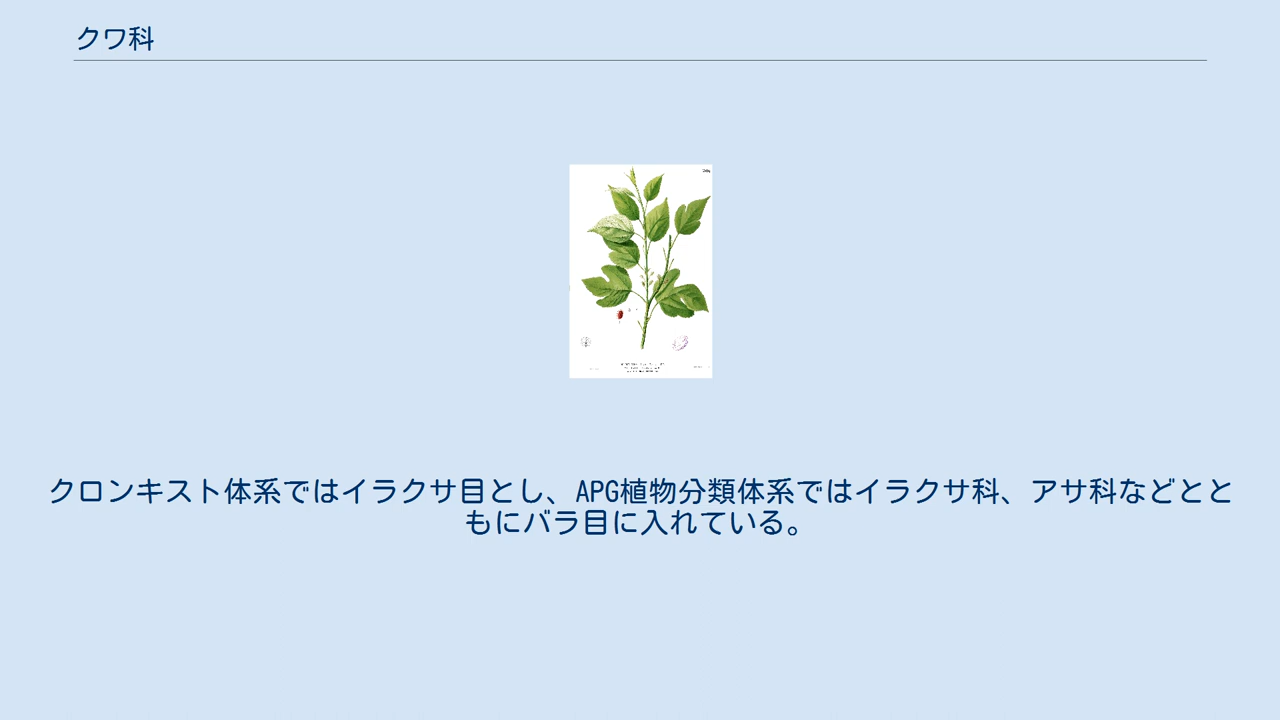 クワ科
クロンキスト体系ではイラクサ目とし、APG植物分類体系ではイラクサ科、アサ科などとと
もにバラ目に入れている。